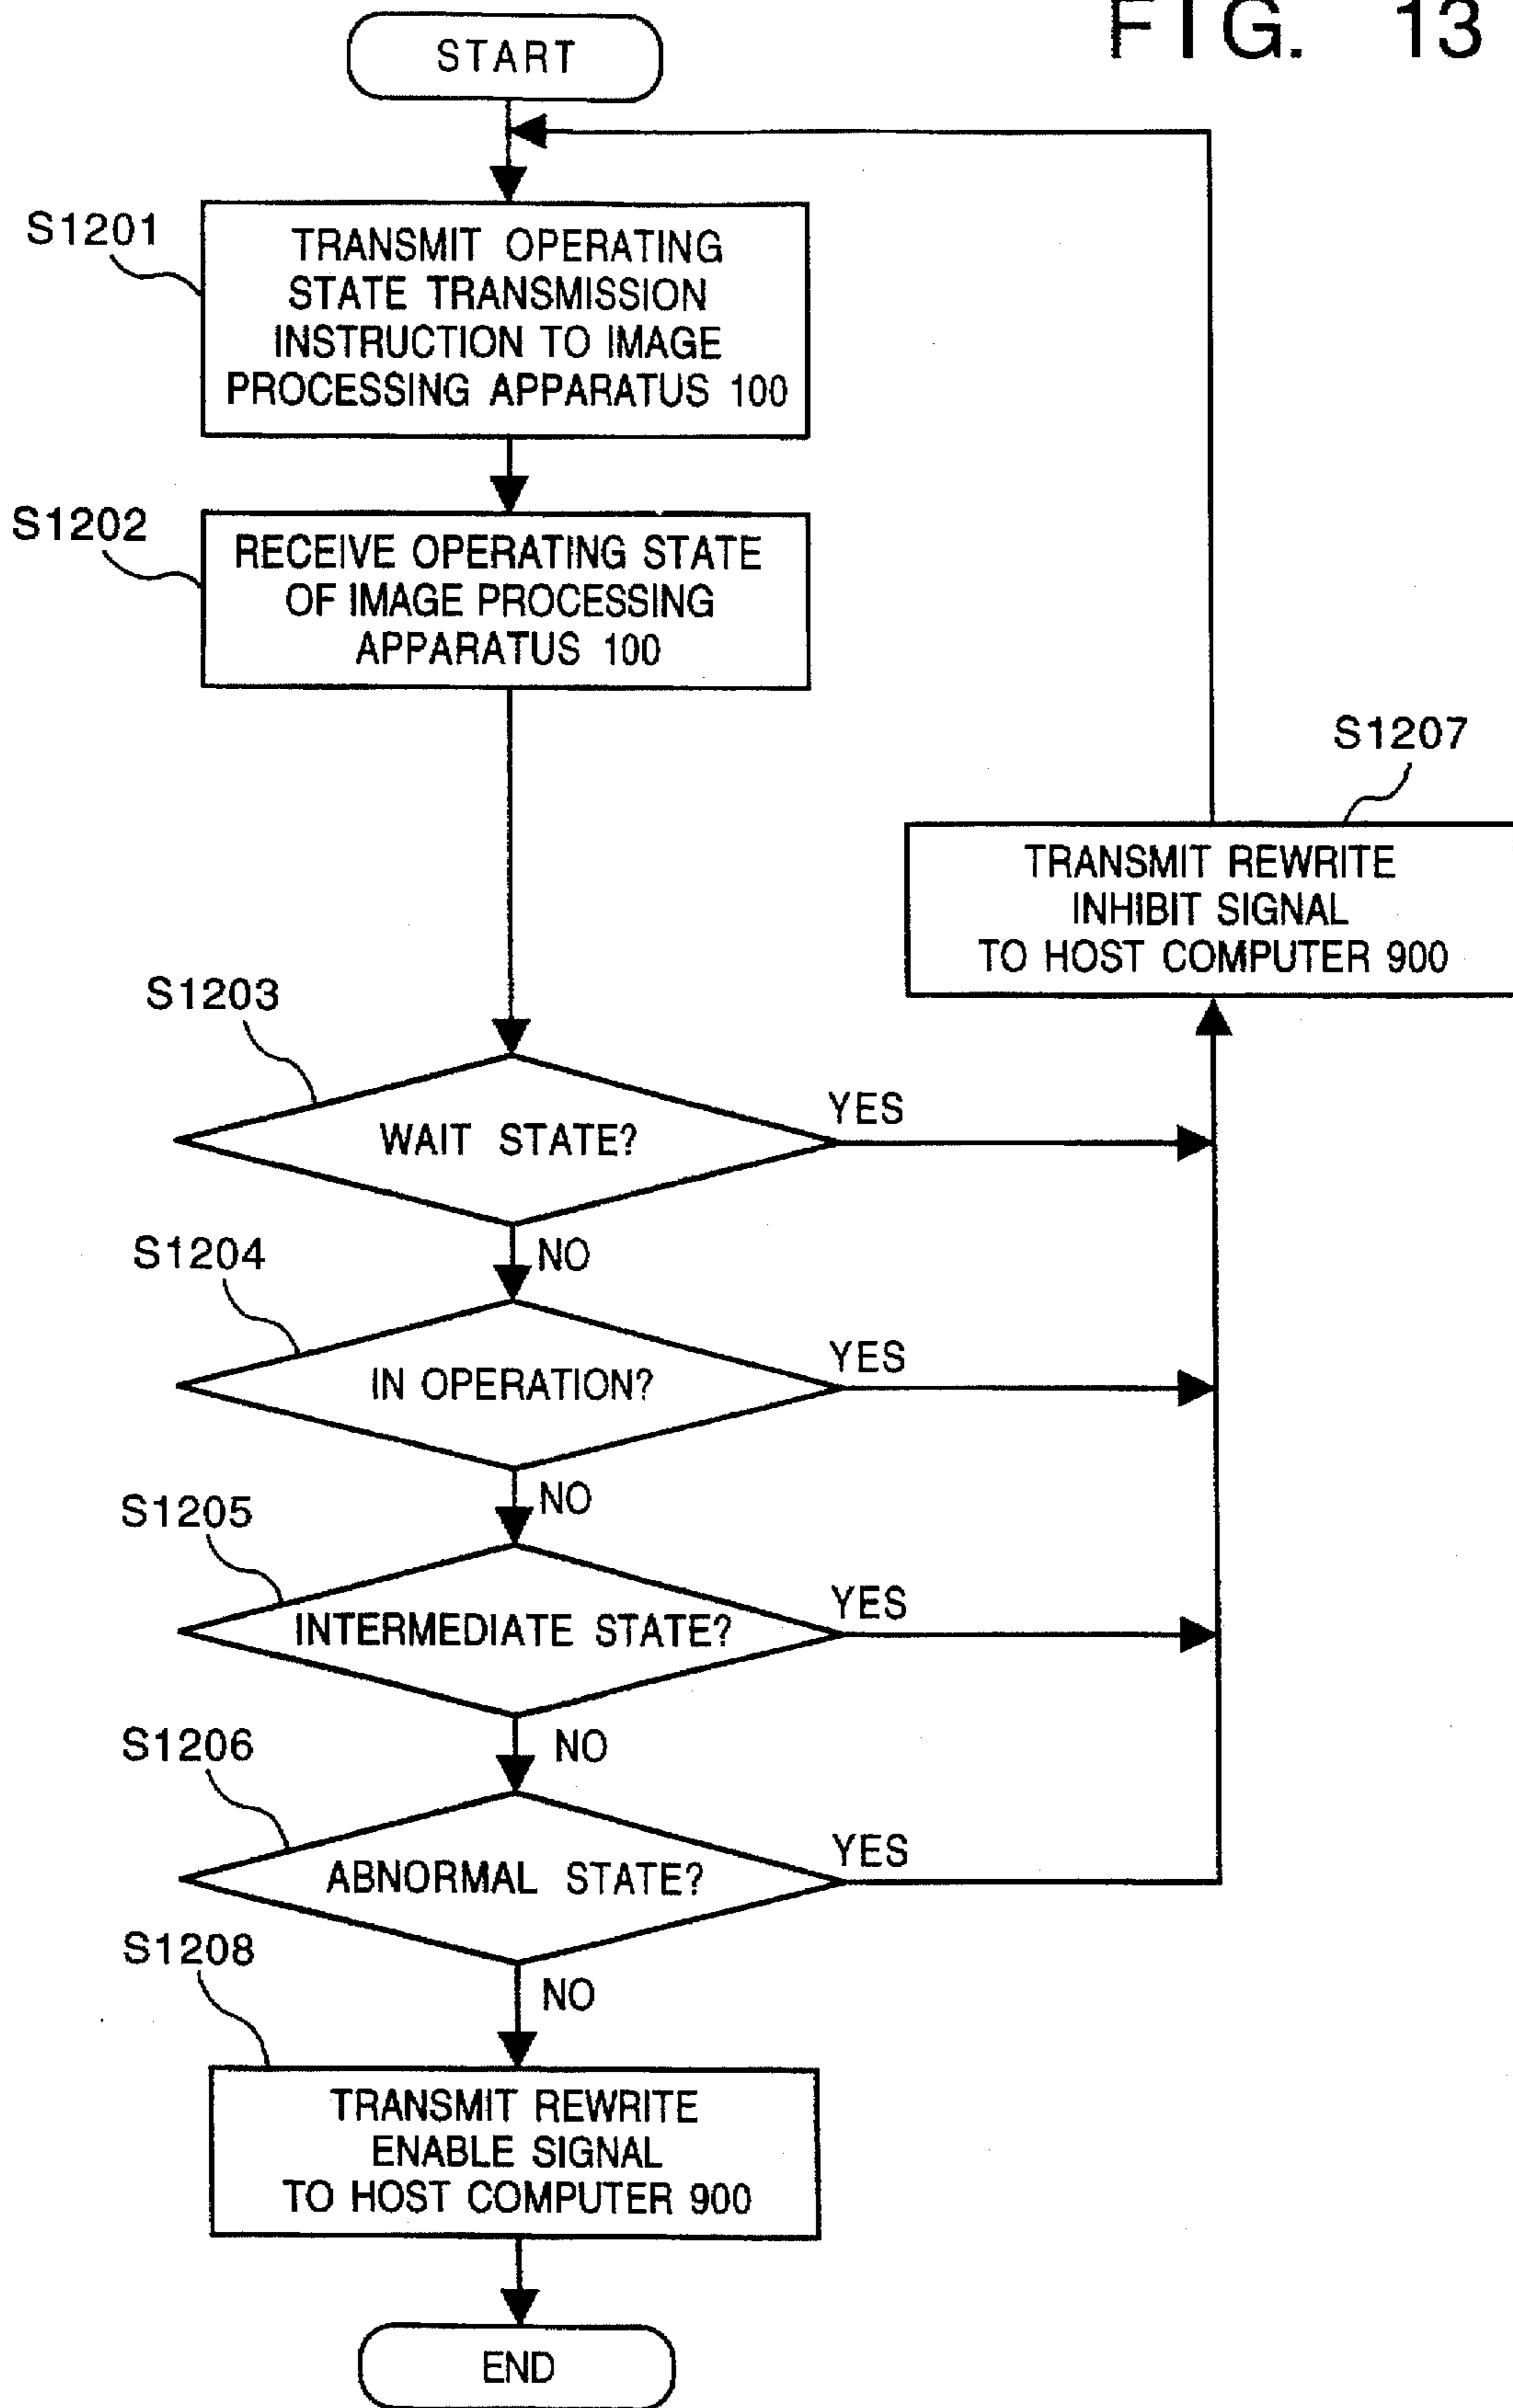 FIG. 13
START
S1201
TRANSMIT OPERATING
STATE TRANSMISSION
INSTRUCTION TO IMAGE
PROCESSING APPARATUS 100
S1202
RECEIVE OPERATING STATE
OF IMAGE PROCESSING
APPARATUS 100
S1207
TRANSMIT REWRITE
INHIBIT SIGNAL
TO HOST COMPUTER 900
S1203
WAIT STATE?
YES
NO
S1204
IN OPERATION?
YES
NO
S1205
INTERMEDIATE STATE?
YES
NO
S1206
ABNORMAL STATE?
YES
NO
S1208
TRANSMIT REWRITE
ENABLE SIGNAL
TO HOST COMPUTER 900
END